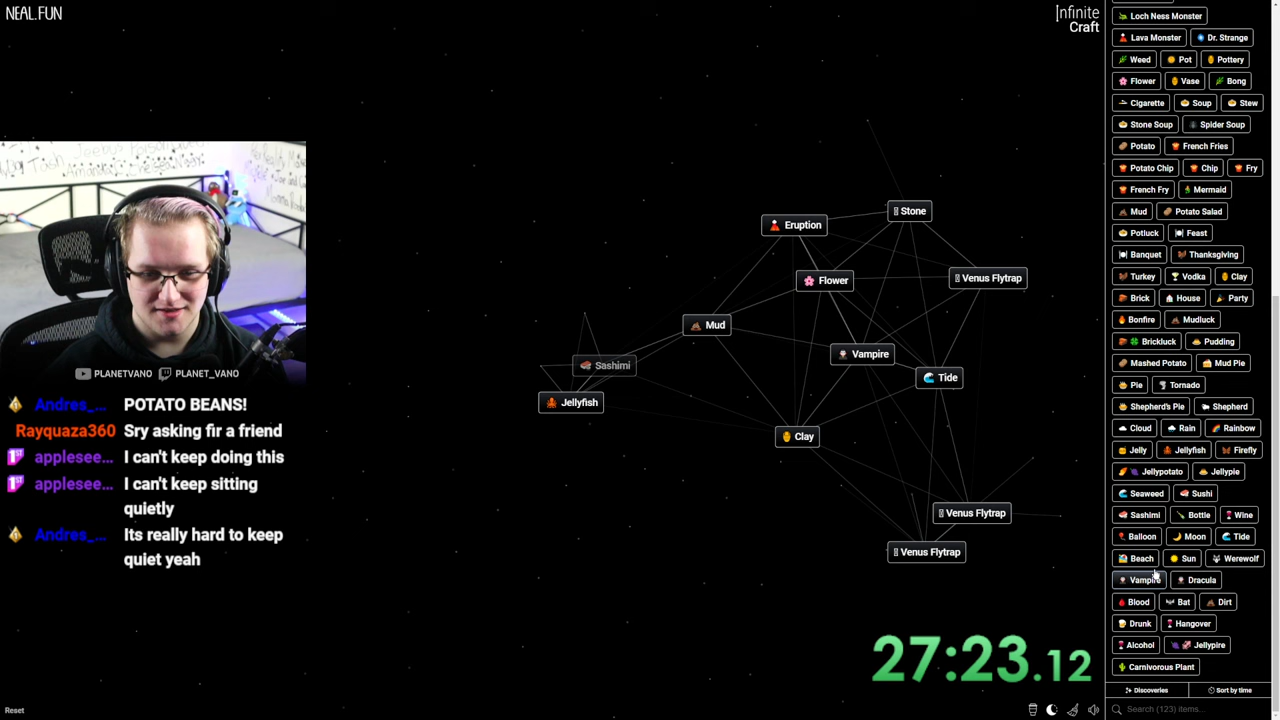 NEAL.FUN
Infinite
Craft
PLANETVANO PLANET_VANO
Andres_... POTATO BEANS!
Rayquaza360 Sry asking fir a friend
1ST applesee... I can't keep doing this
1ST applesee... I can't keep sitting
quietly
Andres_... Its really hard to keep
quiet yeah
Stone
Eruption
Flower
Venus Flytrap
Mud
Vampire
Sashimi
Tide
Jellyfish
Clay
Venus Flytrap
Venus Flytrap
27:23.12
Reset
Loch Ness Monster
Lava Monster Dr. Strange
Weed Pot Pottery
Flower Vase Bong
Cigarette Soup Stew
Stone Soup Spider Soup
Potato French Fries
Potato Chip Chip Fry
French Fry Mermaid
Mud Potato Salad
Potluck Feast
Banquet Thanksgiving
Turkey Vodka Clay
Brick House Party
Bonfire Mudluck
Brickluck Pudding
Mashed Potato Mud Pie
Pie Tornado
Shepherd's Pie Shepherd
Cloud Rain Rainbow
Jelly Jellyfish Firefly
Jellypotato Jellypie
Seaweed Sushi
Sashimi Bottle Wine
Balloon Moon Tide
Beach Sun Werewolf
Vampire Dracula
Blood Bat Dirt
Drunk Hangover
Alcohol Jellypire
Carnivorous Plant
Discoveries Sort by time
Search (123) items...